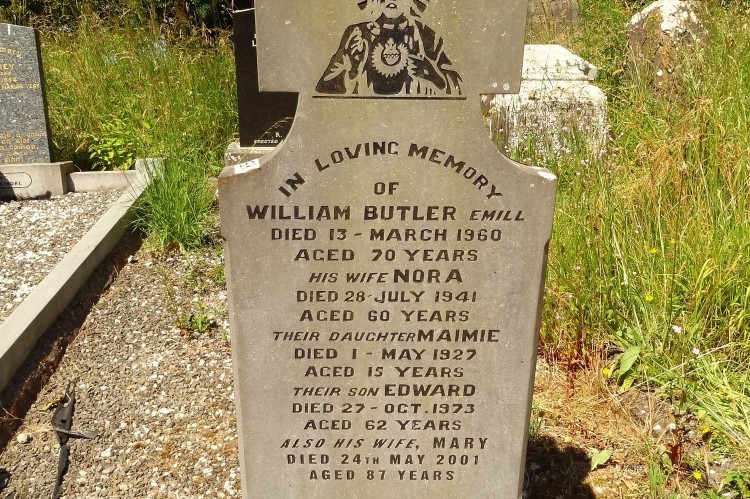 IN LOVING MEMORY
OF
WILLIAM BUTLER EMILL
DIED 13 - MARCH 1960
AGED 70 YEARS
HIS WIFE NORA
DIED 28 - JULY 1941
AGED 60 YEARS
THEIR DAUGHTER MAIMIE
DIED 1 - MAY 1927
AGED 15 YEARS
THEIR SON EDWARD
DIED 27 - OCT. 1973
AGED 62 YEARS
ALSO HIS WIFE, MARY
DIED 24TH MAY 2001
AGED 87 YEARS